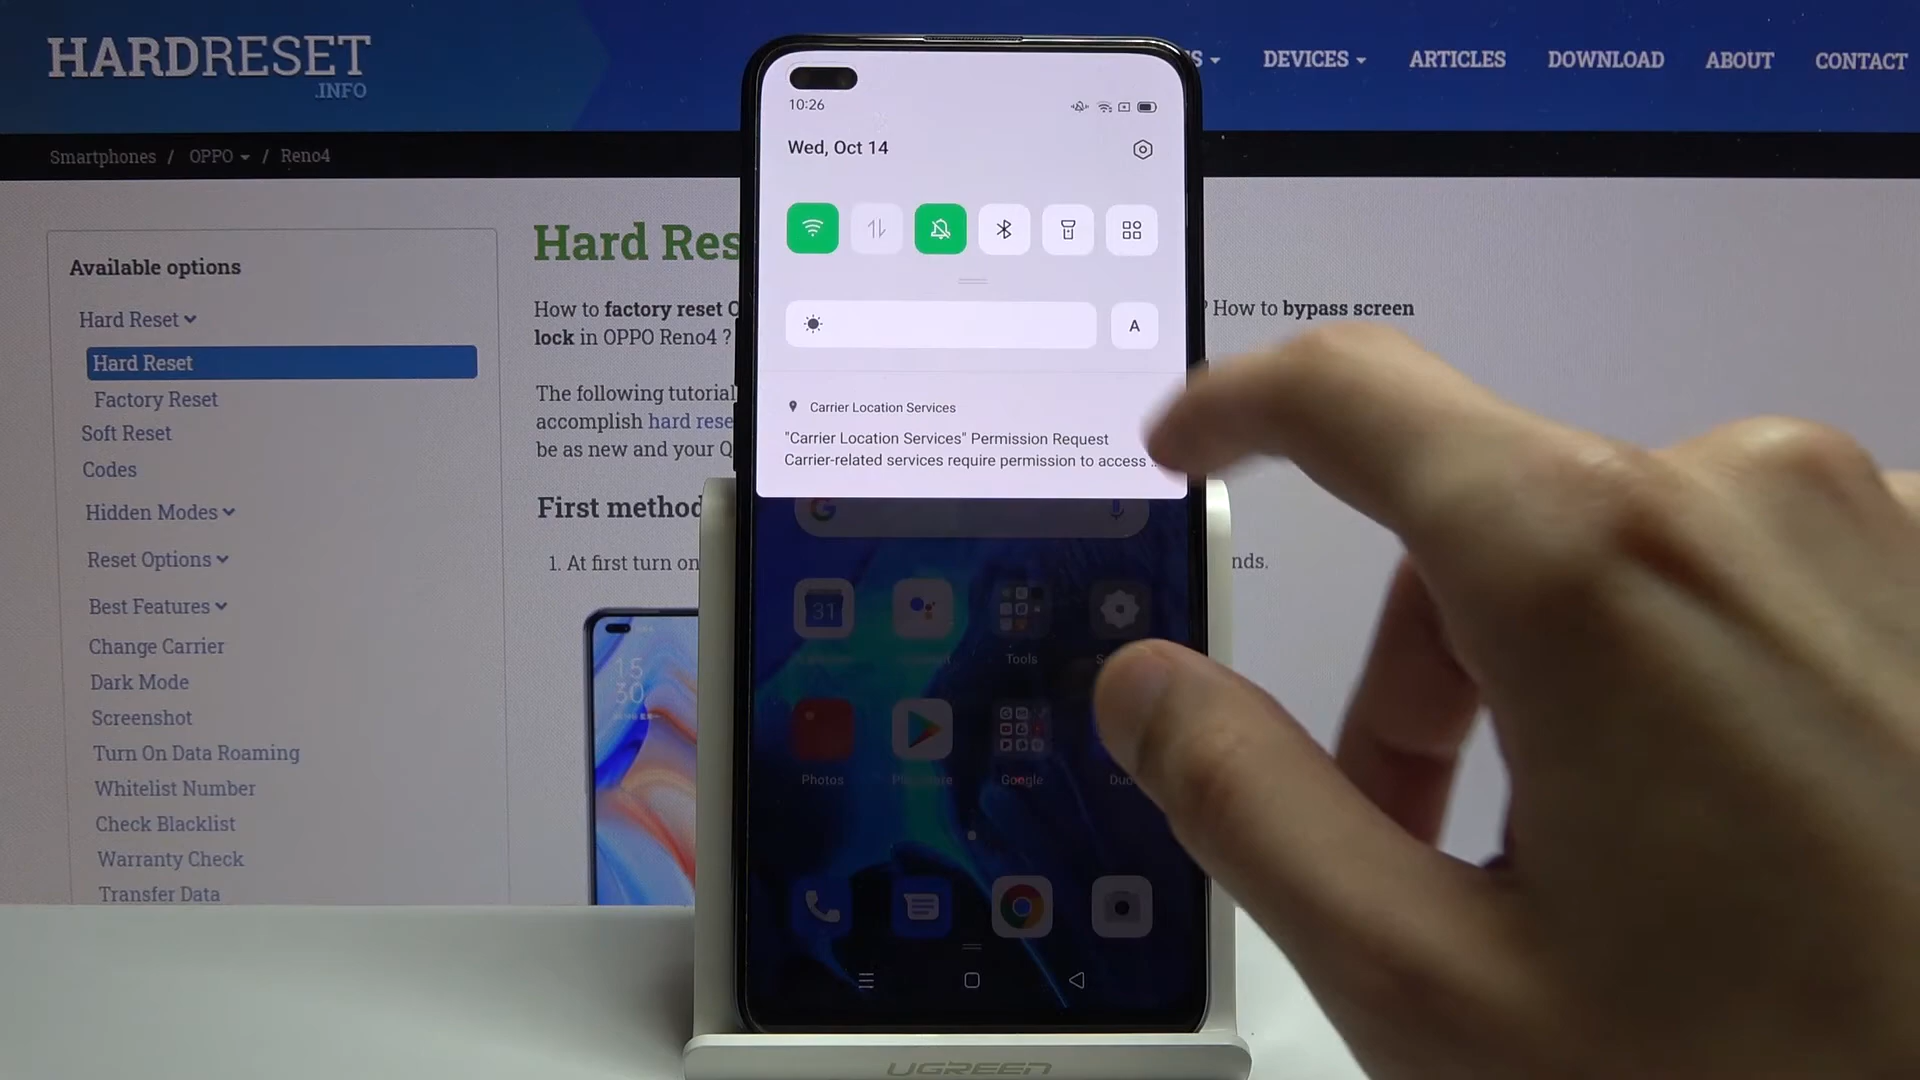 HARDRESET
.INFO
DEVICES
ARTICLES
DOWNLOAD
ABOUT
CONTACT
Smartphones / OPPO / Reno4
Available options
Hard Reset
Hard Reset
Factory Reset
Soft Reset
Codes
Hidden Modes
Reset Options
Best Features
Change Carrier
Dark Mode
Screenshot
Turn On Data Roaming
Whitelist Number
Check Blacklist
Warranty Check
Transfer Data
Hard Res
How to factory reset O
? How to bypass screen
lock in OPPO Reno4 ?
The following tutorial
accomplish hard rese
be as new and your
First method
1. At first turn on
nds.
15
30
10:26
Wed, Oct 14
A
Carrier Location Services
"Carrier Location Services" Permission Request
Carrier-related services require permission to access ..
31
Tools
Photos
Google
Duo
UGREEN